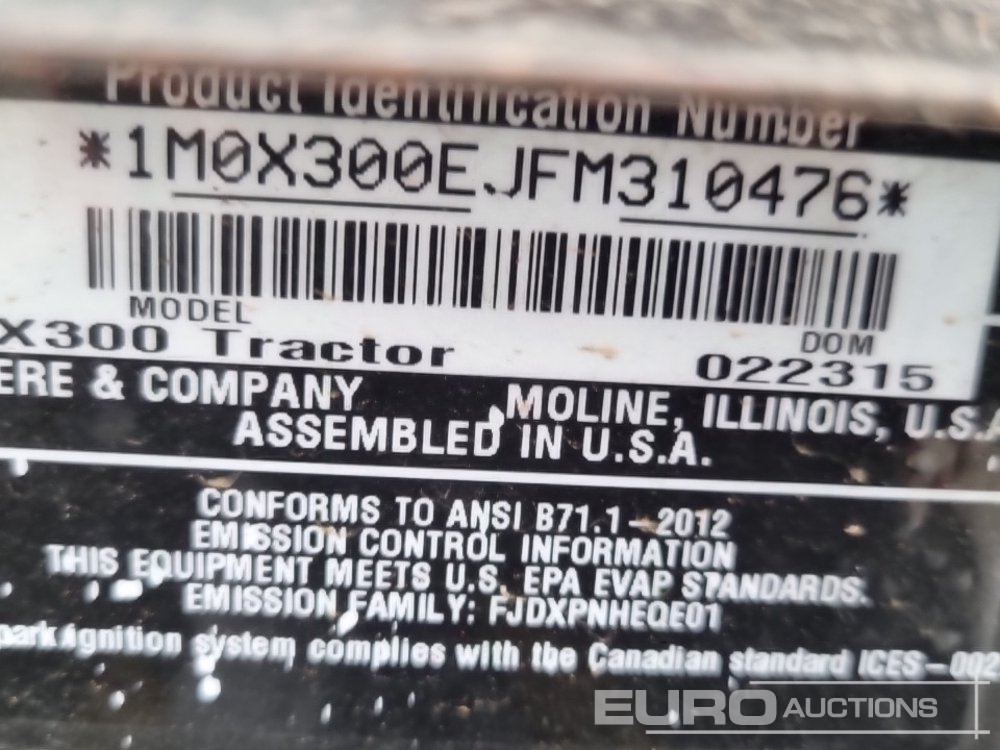 Product Identification Number
*1M0X300EJFM310476*
MODEL
X300 Tractor
DOM
022315
ERE & COMPANY MOLINE, ILLINOIS, U.S.A
ASSEMBLED IN U.S.A.
CONFORMS TO ANSI B71.1-2012
EMISSION CONTROL INFORMATION
THIS EQUIPMENT MEETS U.S. EPA EVAP STANDARDS.
EMISSION FAMILY: FJDXPNHEQE01
park ignition system complies with the Canadian standard ICES-002
EURO AUCTIONS